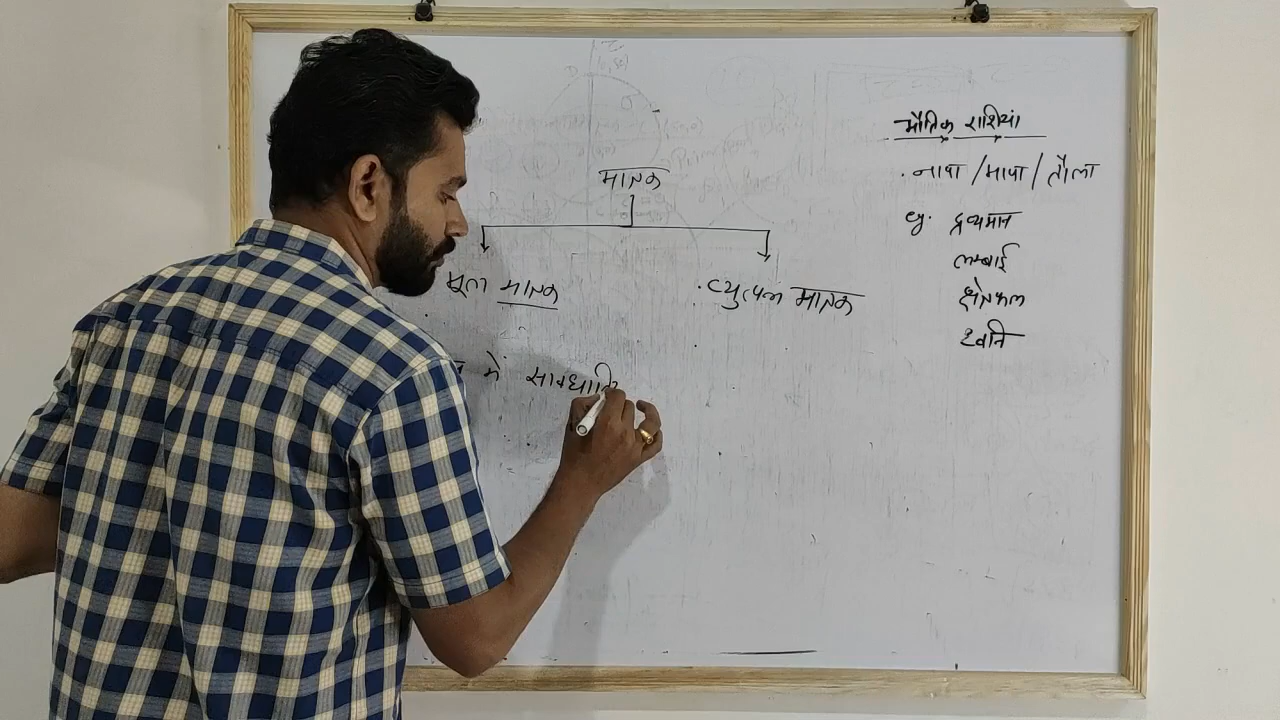 मानक
मूल मानक
व्युत्पन्न मानक
में सावधानि
भौतिक राशियां
. नापा / मापा / तौला
eg. द्रव्यमान
लम्बाई
क्षेत्रफल
ध्वनि